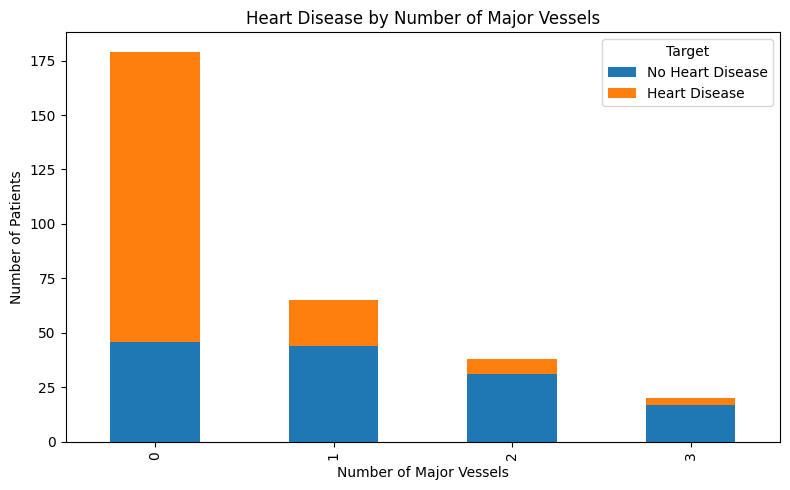 Heart Disease by Number of Major Vessels
Target
No Heart Disease
Heart Disease
Number of Patients
175
150
125
100
75
50
25
0
0
1
2
3
Number of Major Vessels